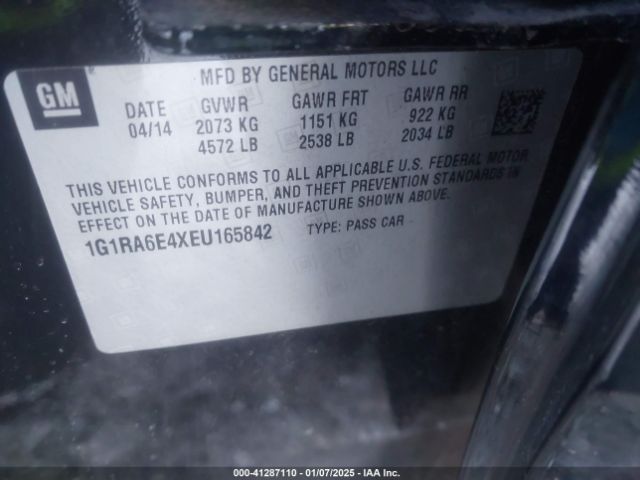 GM
MFD BY GENERAL MOTORS LLC
DATE GVWR GAWR FRT GAWR RR
04/14 2073 KG 1151 KG 922 KG
4572 LB 2538 LB 2034 LB
THIS VEHICLE CONFORMS TO ALL APPLICABLE U.S. FEDERAL MOTOR
VEHICLE SAFETY, BUMPER, AND THEFT PREVENTION STANDARDS IN
EFFECT ON THE DATE OF MANUFACTURE SHOWN ABOVE.
1G1RA6E4XEU165842 TYPE: PASS CAR
000-41287110 - 01/07/2025 - IAA Inc.